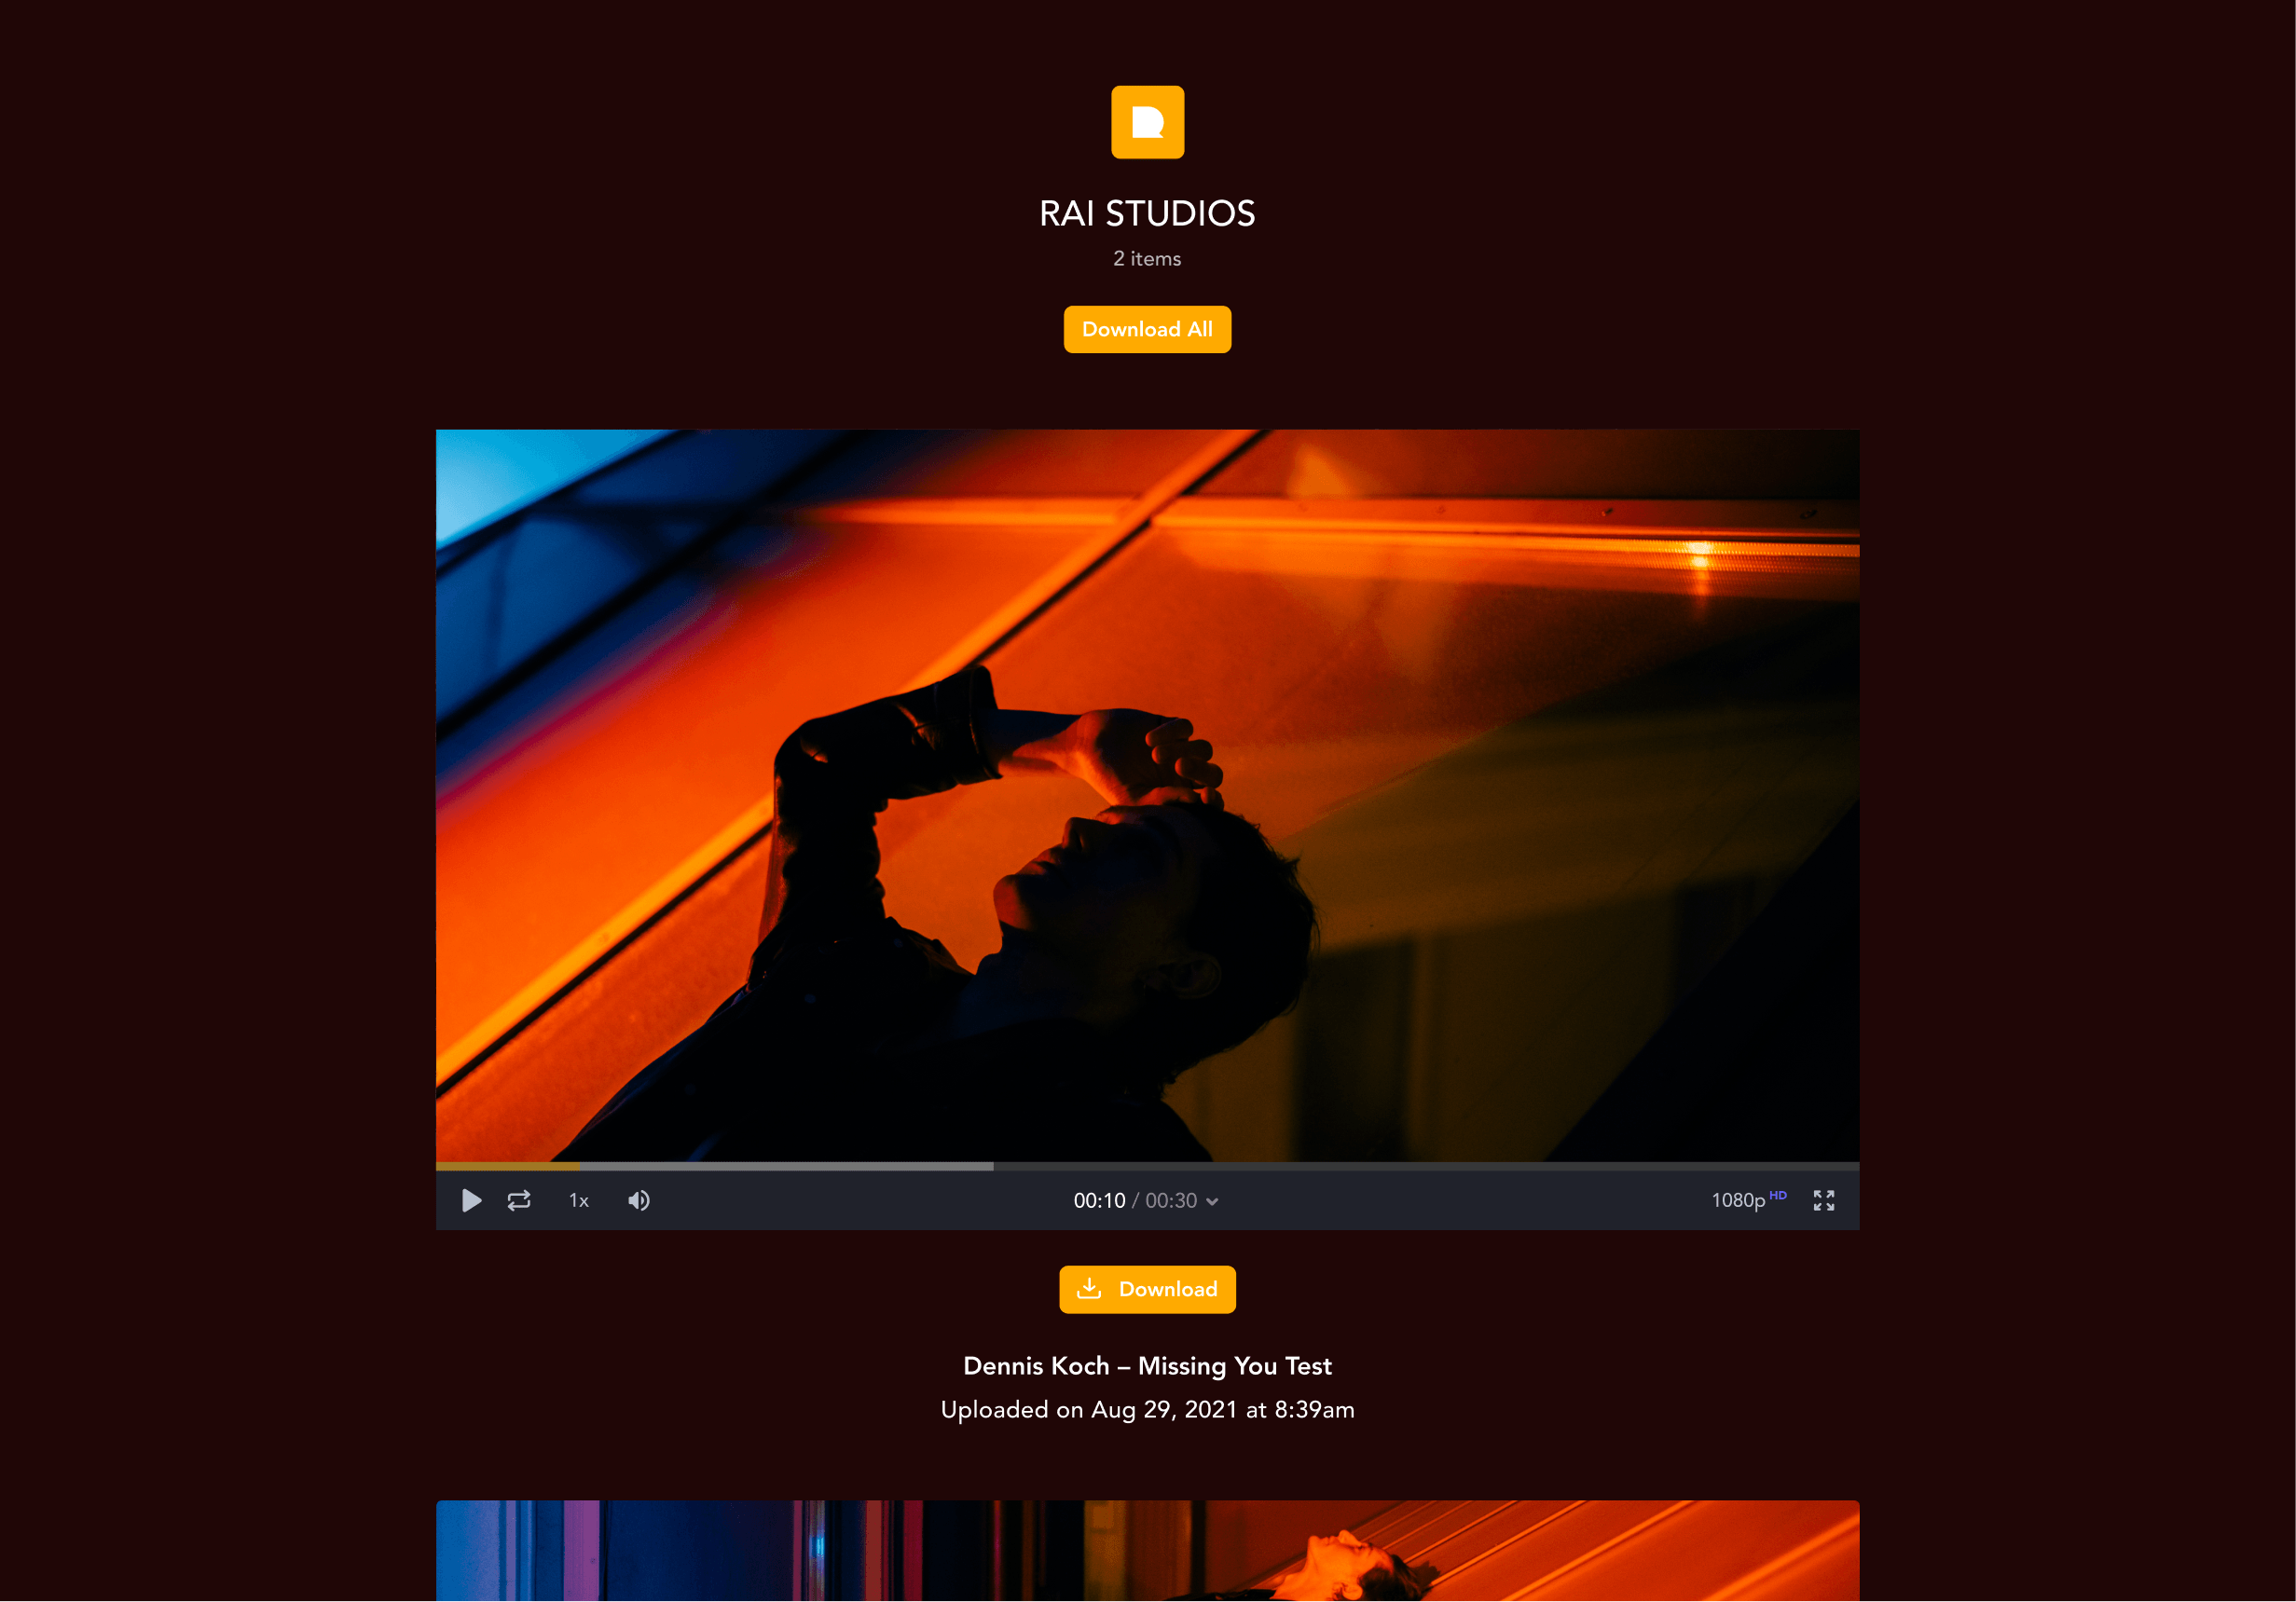 RAI STUDIOS
2 items
Download All
1x
00:10 / 00:30
1080p HD
Download
Dennis Koch – Missing You Test
Uploaded on Aug 29, 2021 at 8:39am